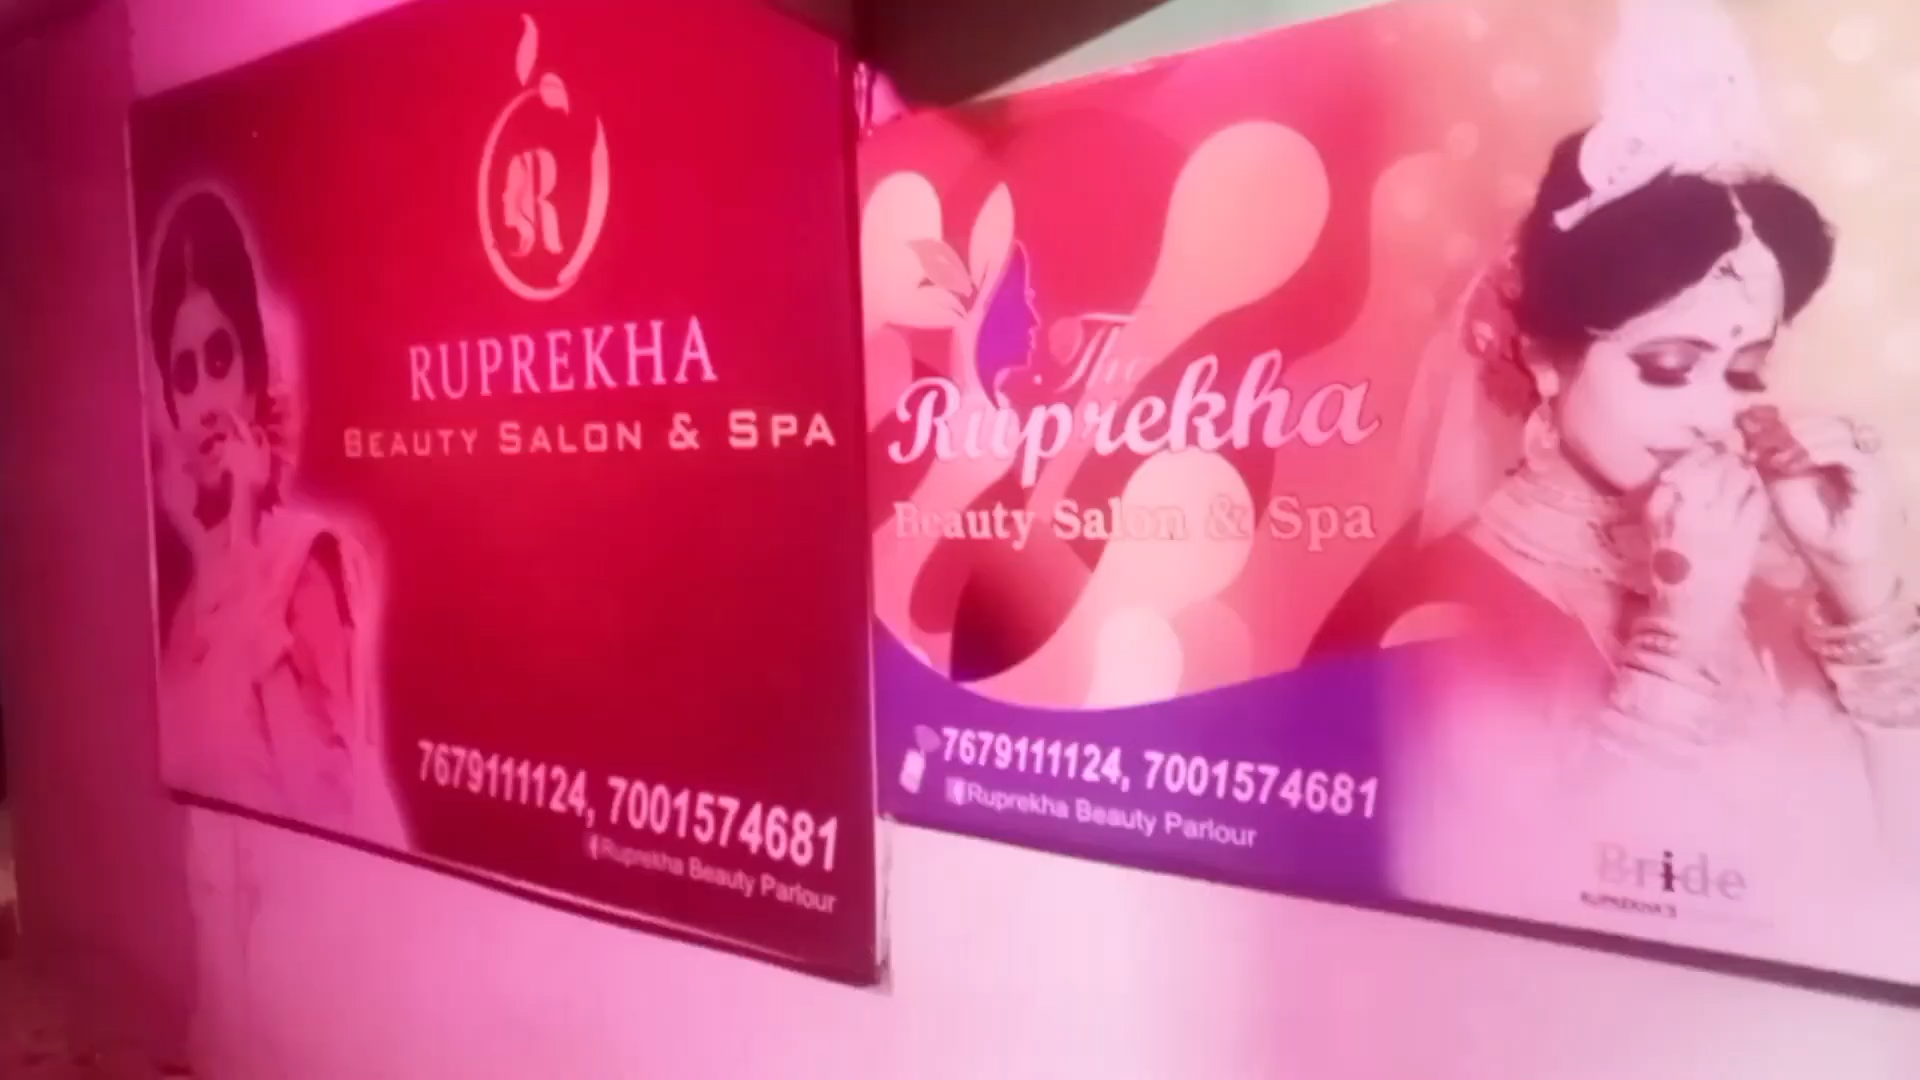 R
RUPREKHA
BEAUTY SALON & SPA
7679111124, 7001574681
Ruprekha Beauty Parlour
The
Ruprekha
Beauty Salon & Spa
7679111124, 7001574681
Ruprekha Beauty Parlour
Bride
RUPREKHA'S